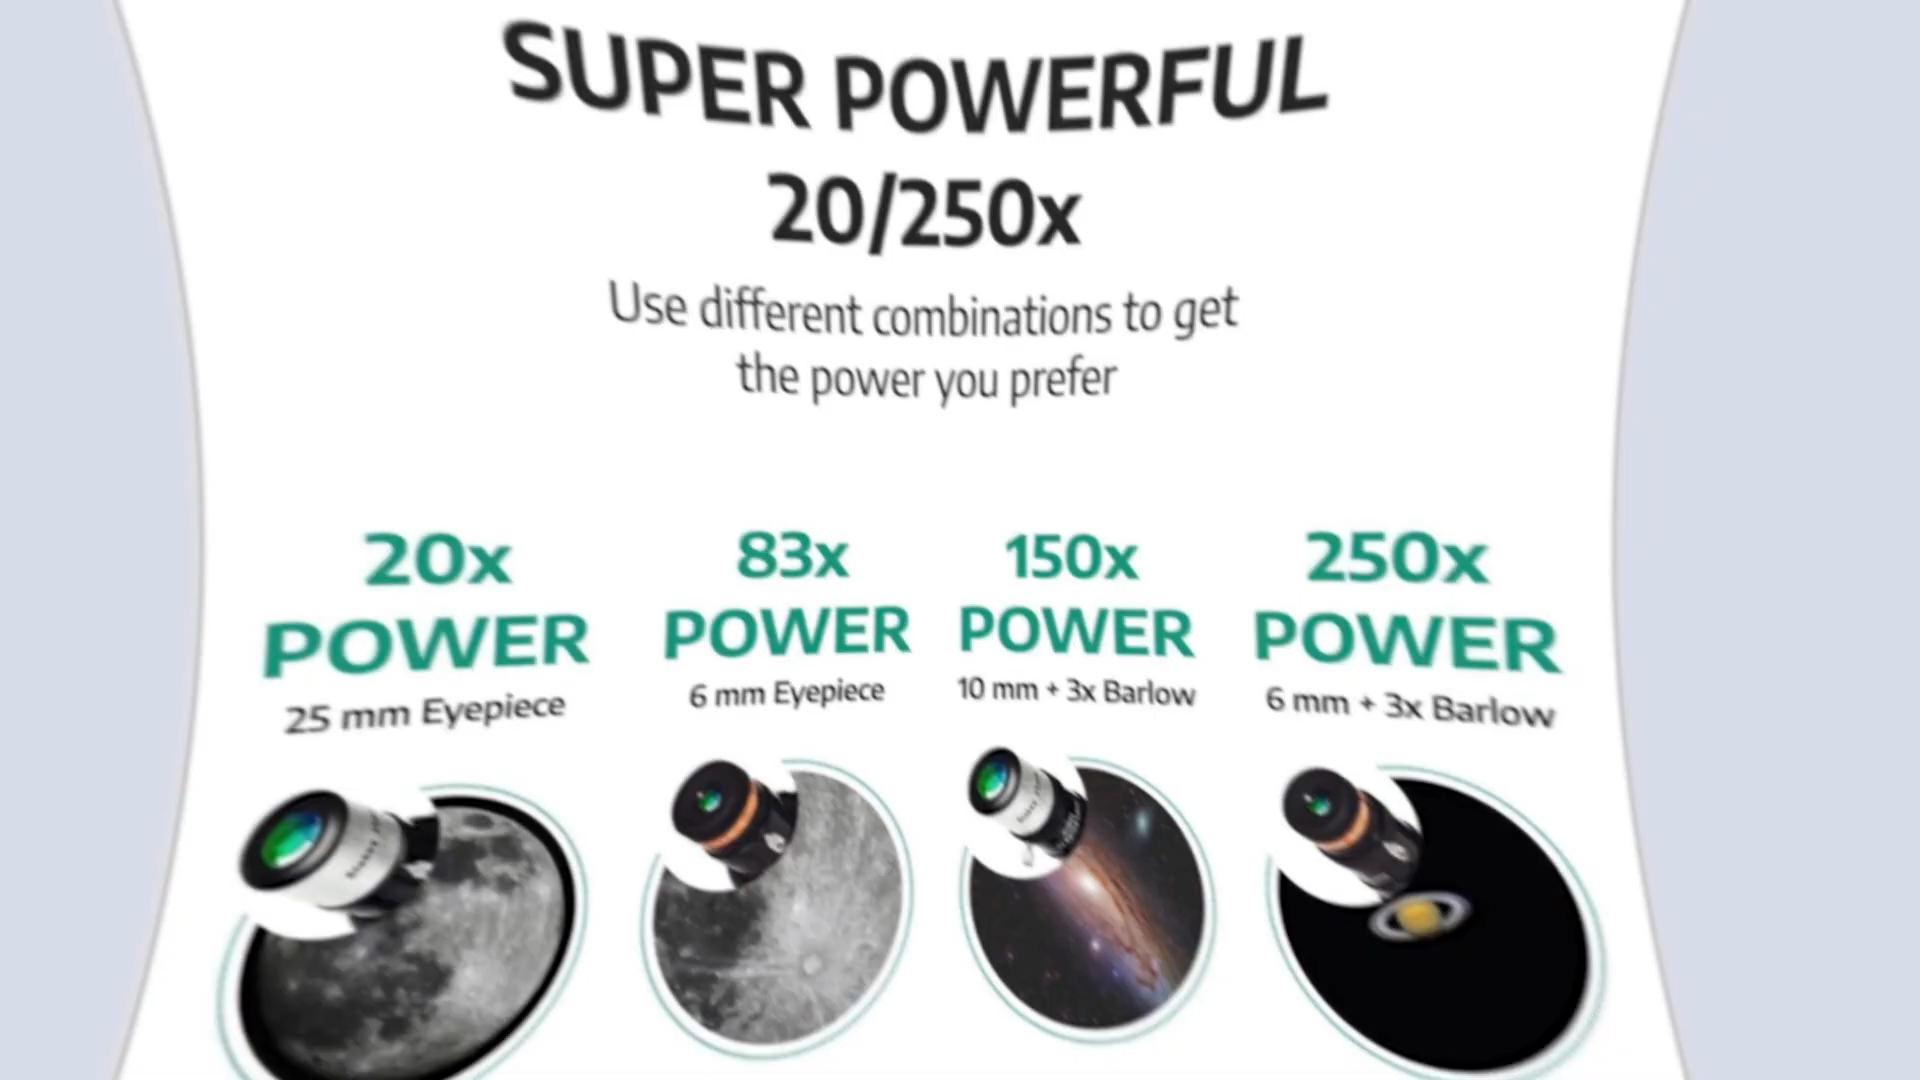 SUPER POWERFUL
20/250x
Use different combinations to get
the power you prefer
20x
POWER
25 mm Eyepiece
83x
POWER
6 mm Eyepiece
150x
POWER
10 mm + 3x Barlow
250x
POWER
6 mm + 3x Barlow